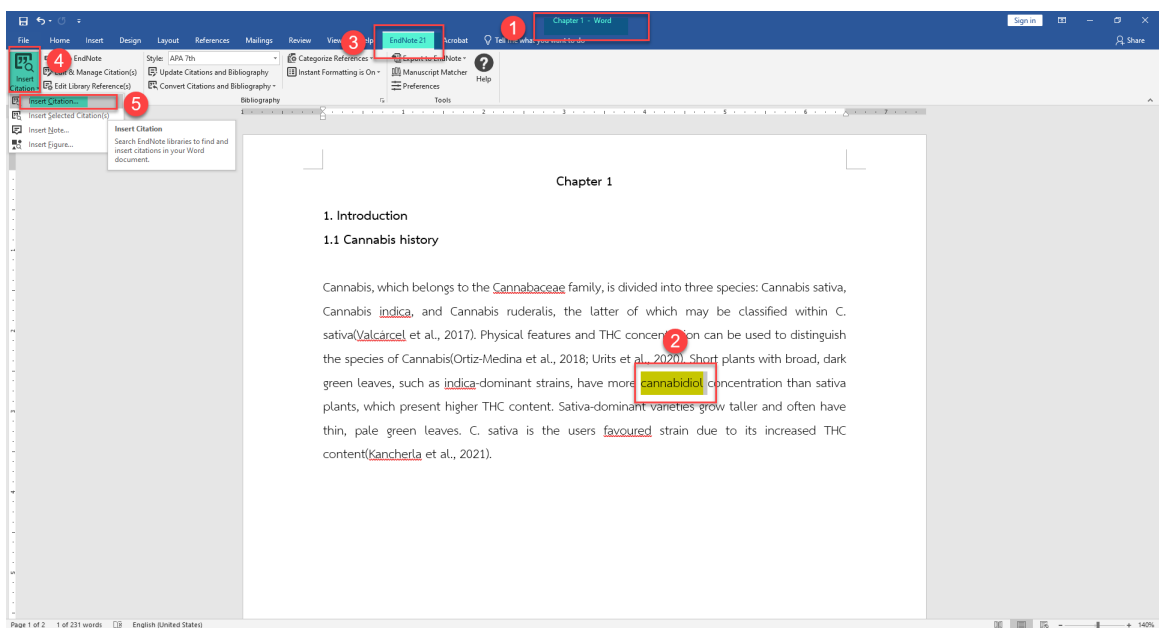 Chapter 1 - Word
Sign in
File Home Insert Design Layout References Mailings Review View Help EndNote 21 Acrobat Tell me what you want to do
Share
1
3
4
EndNote
Style: APA 7th
Categorize References
Export to EndNote
Insert Citation
Edit & Manage Citation(s)
Update Citations and Bibliography
Instant Formatting is On
Manuscript Matcher
Help
Edit Library Reference(s)
Convert Citations and Bibliography
Preferences
Bibliography
Tools
Insert Citation...
5
Insert Selected Citation(s)
Insert Note...
Insert Figure...
Insert Citation
Search EndNote libraries to find and
insert citations in your Word
document.
1 1 2 3 4 5 6 7
Chapter 1
1. Introduction
1.1 Cannabis history
Cannabis, which belongs to the Cannabaceae family, is divided into three species: Cannabis sativa,
Cannabis indica, and Cannabis ruderalis, the latter of which may be classified within C.
sativa(Valcárcel et al., 2017). Physical features and THC concentration can be used to distinguish
2
the species of Cannabis(Ortiz-Medina et al., 2018; Urits et al., 2020). Short plants with broad, dark
green leaves, such as indica-dominant strains, have more cannabidiol concentration than sativa
plants, which present higher THC content. Sativa-dominant varieties grow taller and often have
thin, pale green leaves. C. sativa is the users favoured strain due to its increased THC
content(Kancherla et al., 2021).
Page 1 of 2 1 of 231 words English (United States)
140%